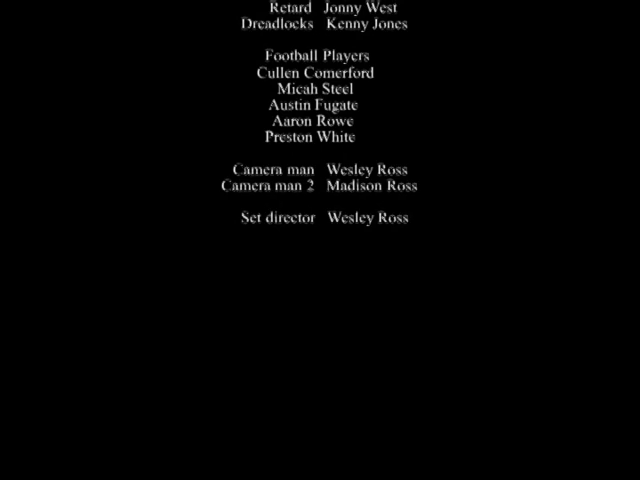 Retard Jonny West
Dreadlocks Kenny Jones
Football Players
Cullen Comerford
Micah Steel
Austin Fugate
Aaron Rowe
Preston White
Camera man Wesley Ross
Camera man 2 Madison Ross
Set director Wesley Ross